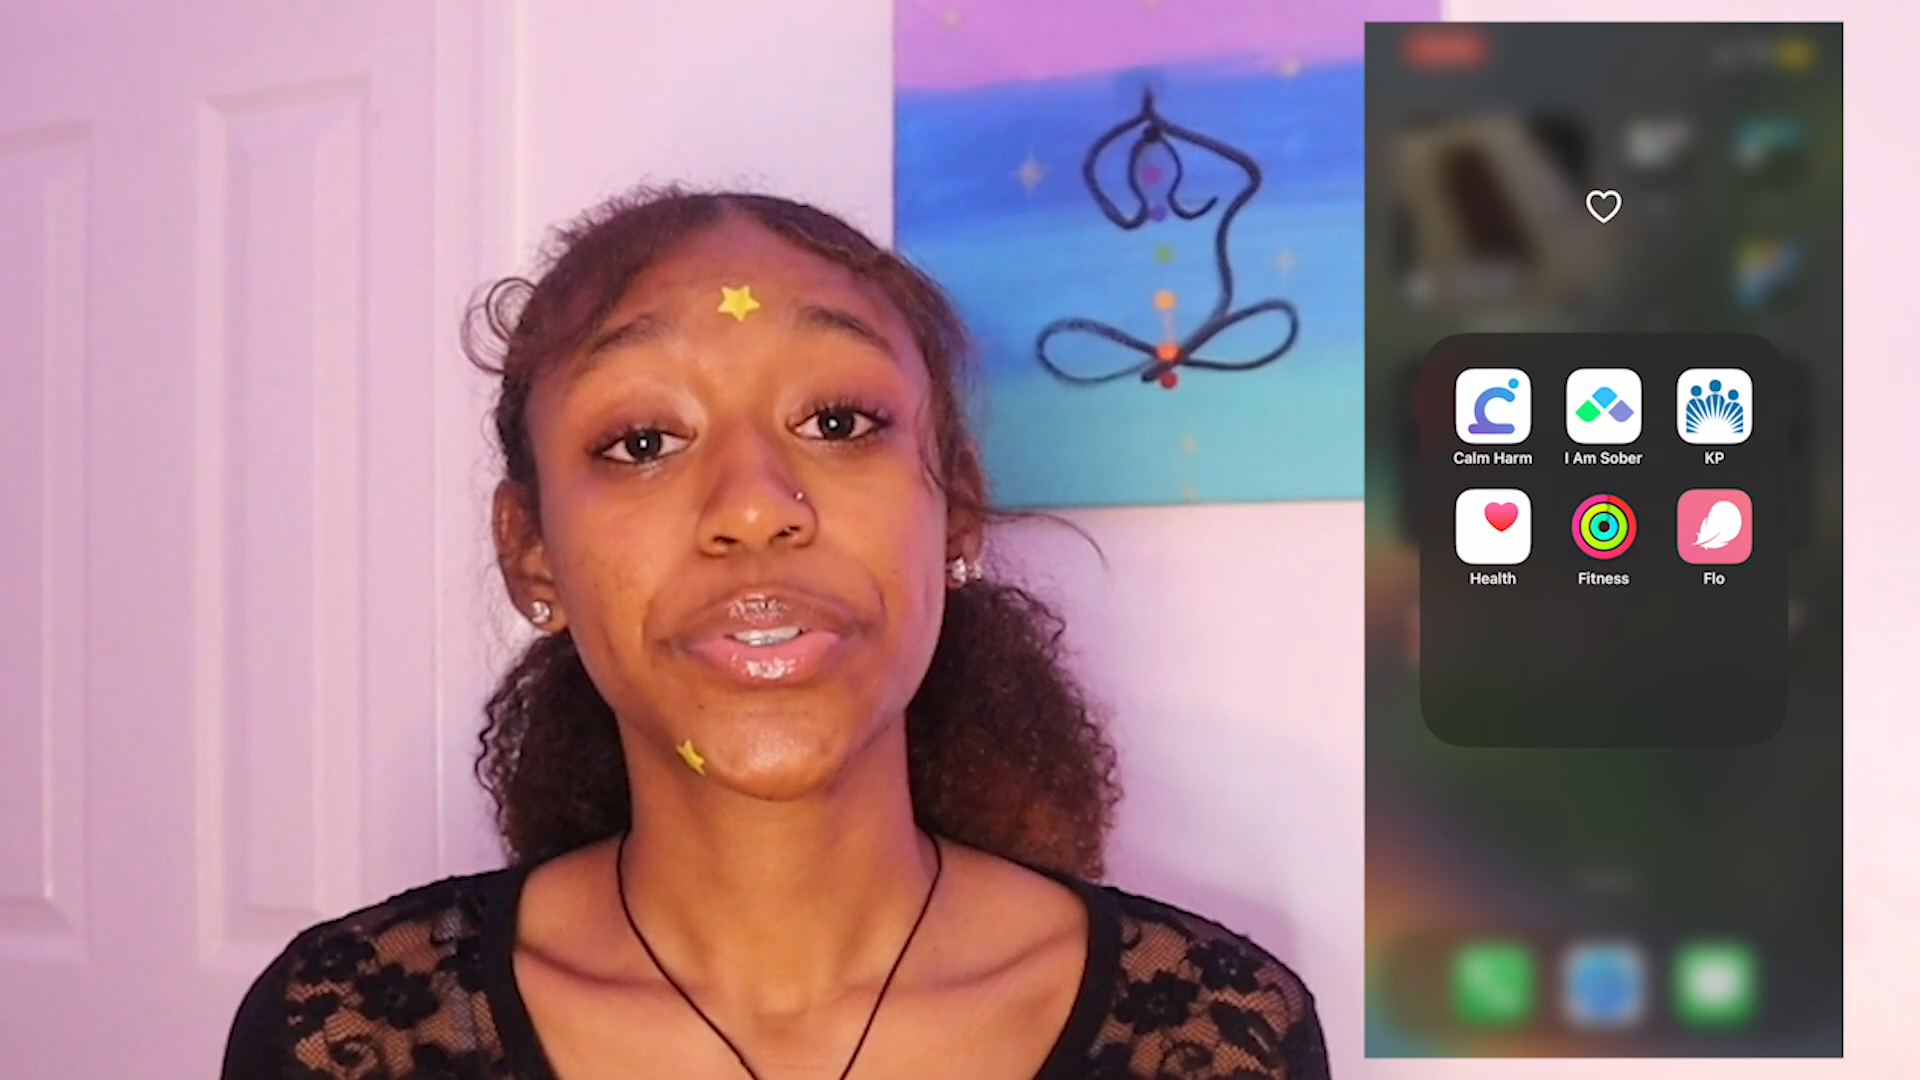 Calm Harm
I Am Sober
KP
Health
Fitness
Flo